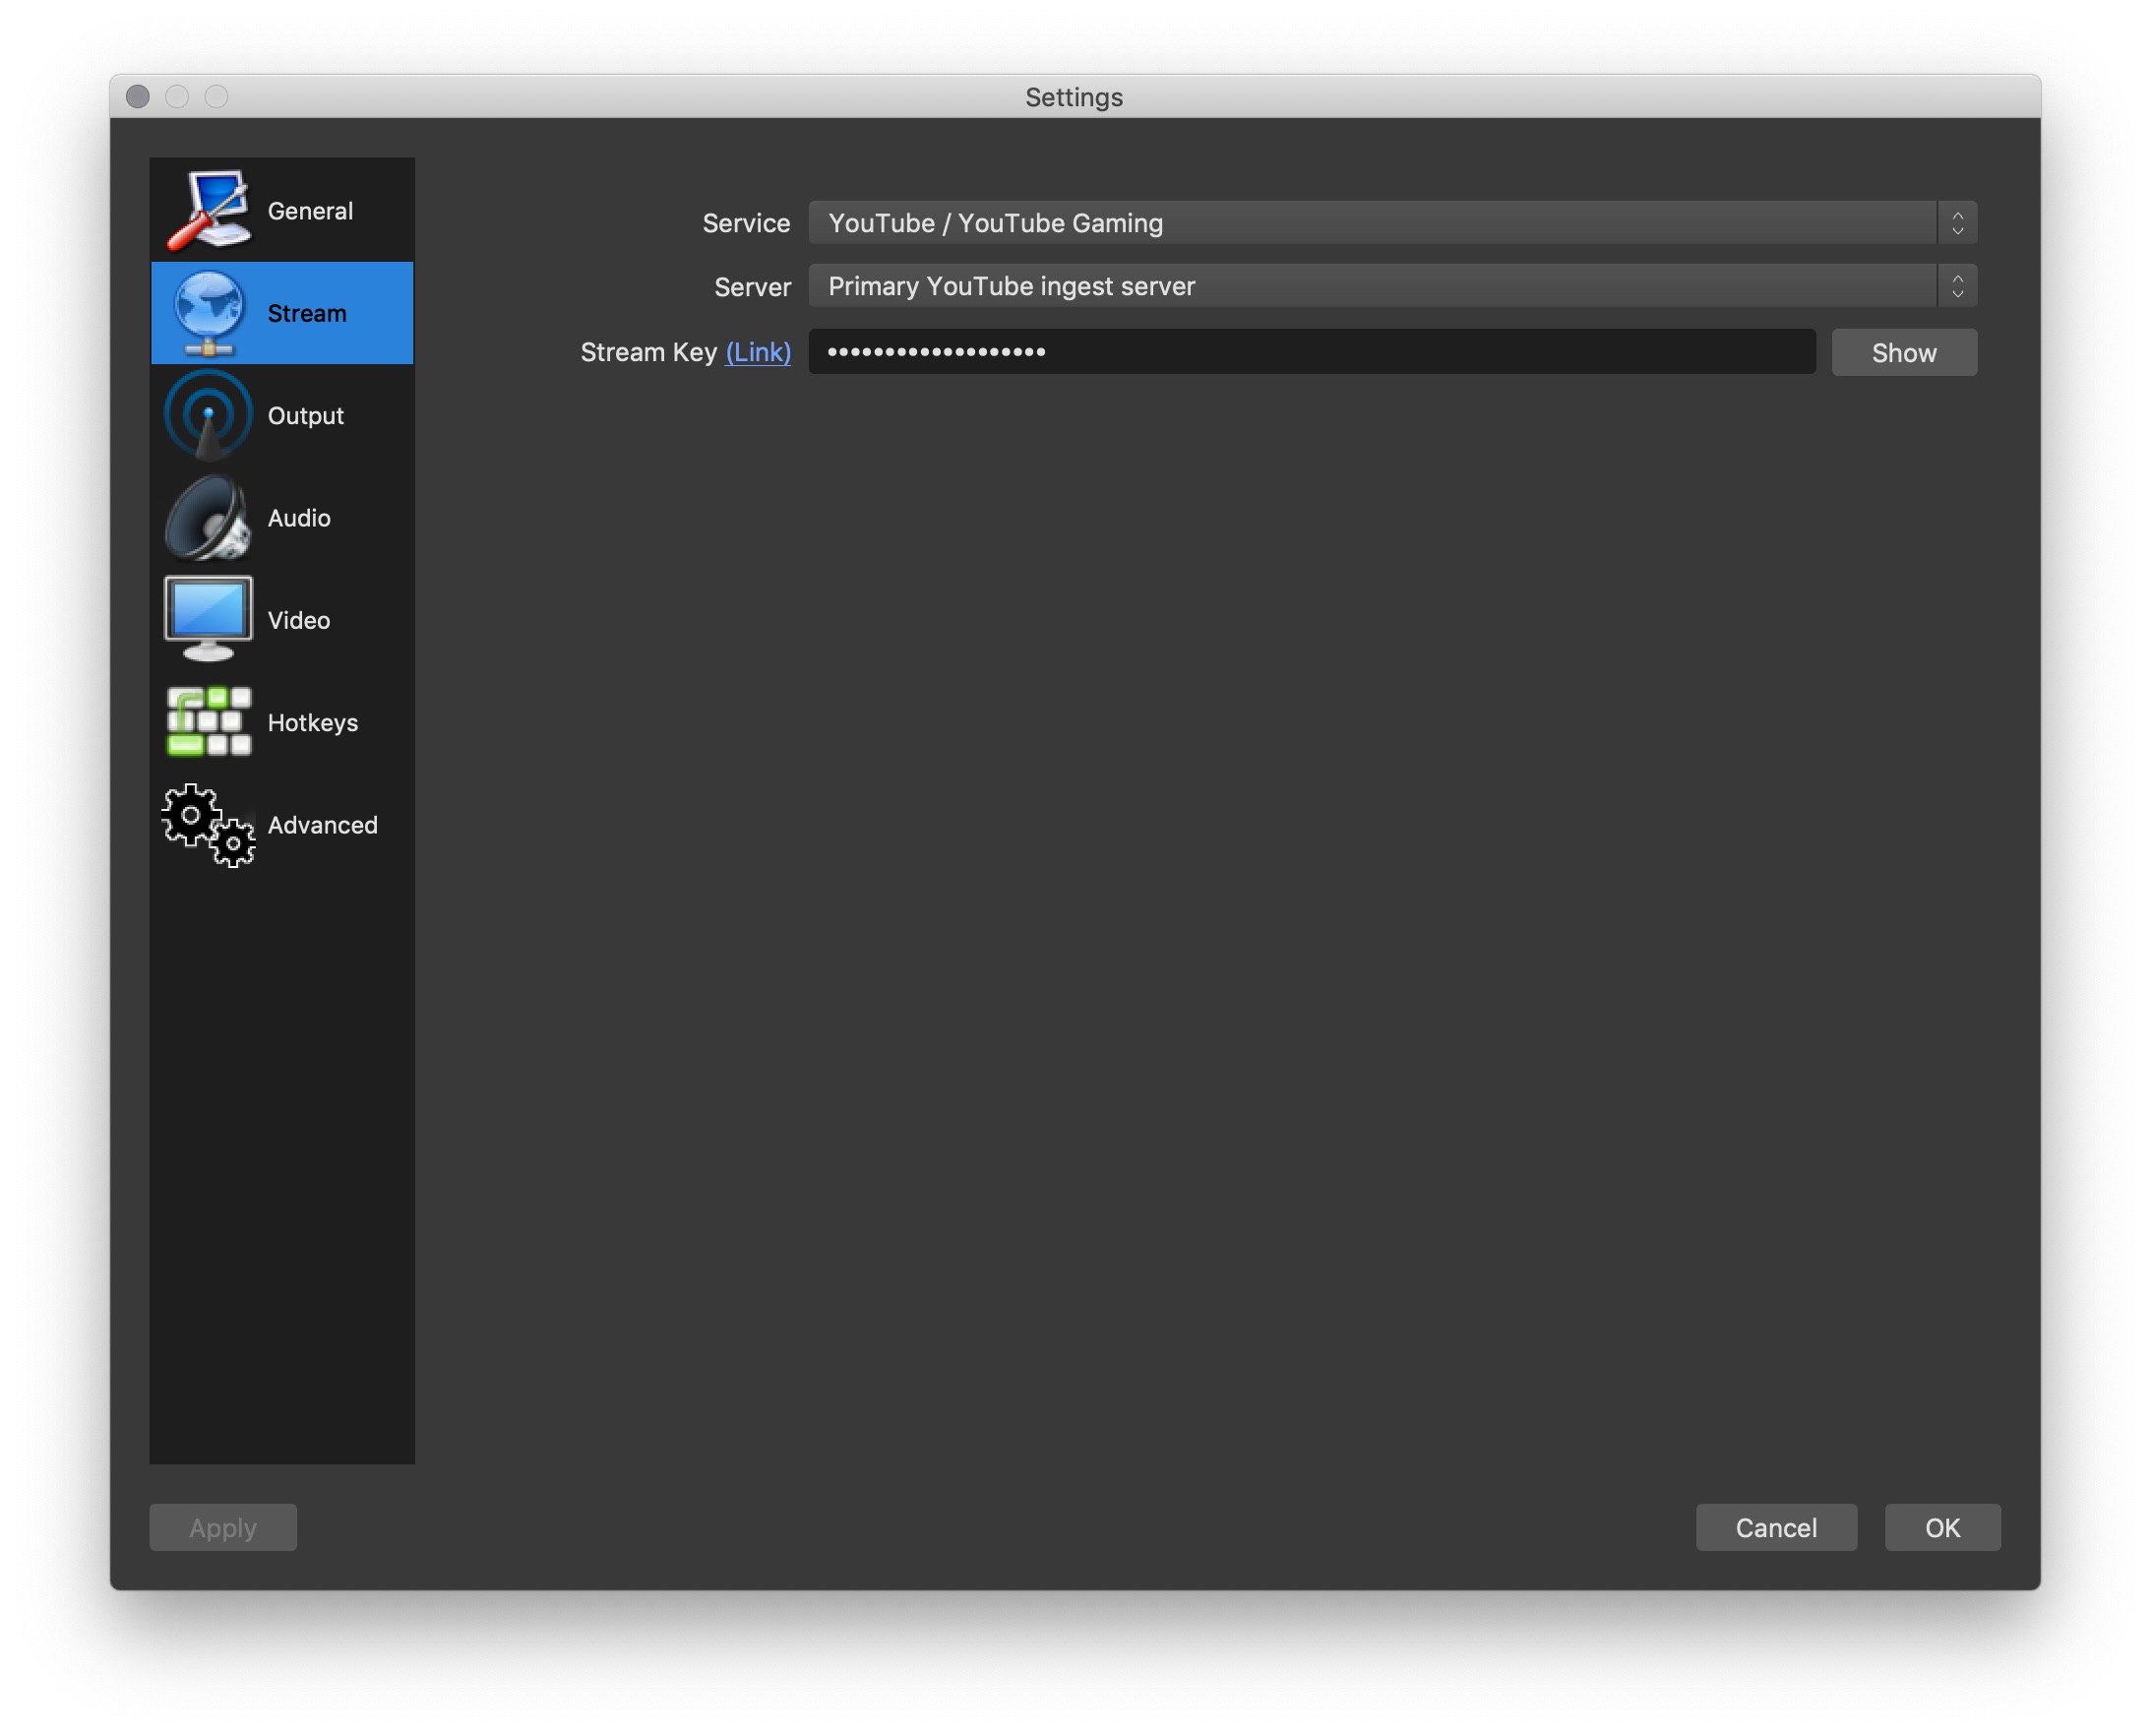 Settings
General
Stream
Output
Audio
Video
Hotkeys
Advanced
Service YouTube / YouTube Gaming
Server Primary YouTube ingest server
Stream Key (Link) ••••••••••••••••••• Show
Apply Cancel OK